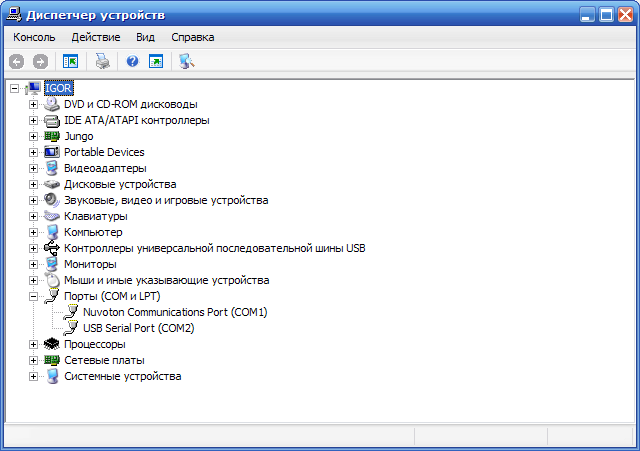 Диспетчер устройств
Консоль Действие Вид Справка
IGOR
DVD и CD-ROM дисководы
IDE ATA/ATAPI контроллеры
Jungo
Portable Devices
Видеоадаптеры
Дисковые устройства
Звуковые, видео и игровые устройства
Клавиатуры
Компьютер
Контроллеры универсальной последовательной шины USB
Мониторы
Мыши и иные указывающие устройства
Порты (COM и LPT)
Nuvoton Communications Port (COM1)
USB Serial Port (COM2)
Процессоры
Сетевые платы
Системные устройства